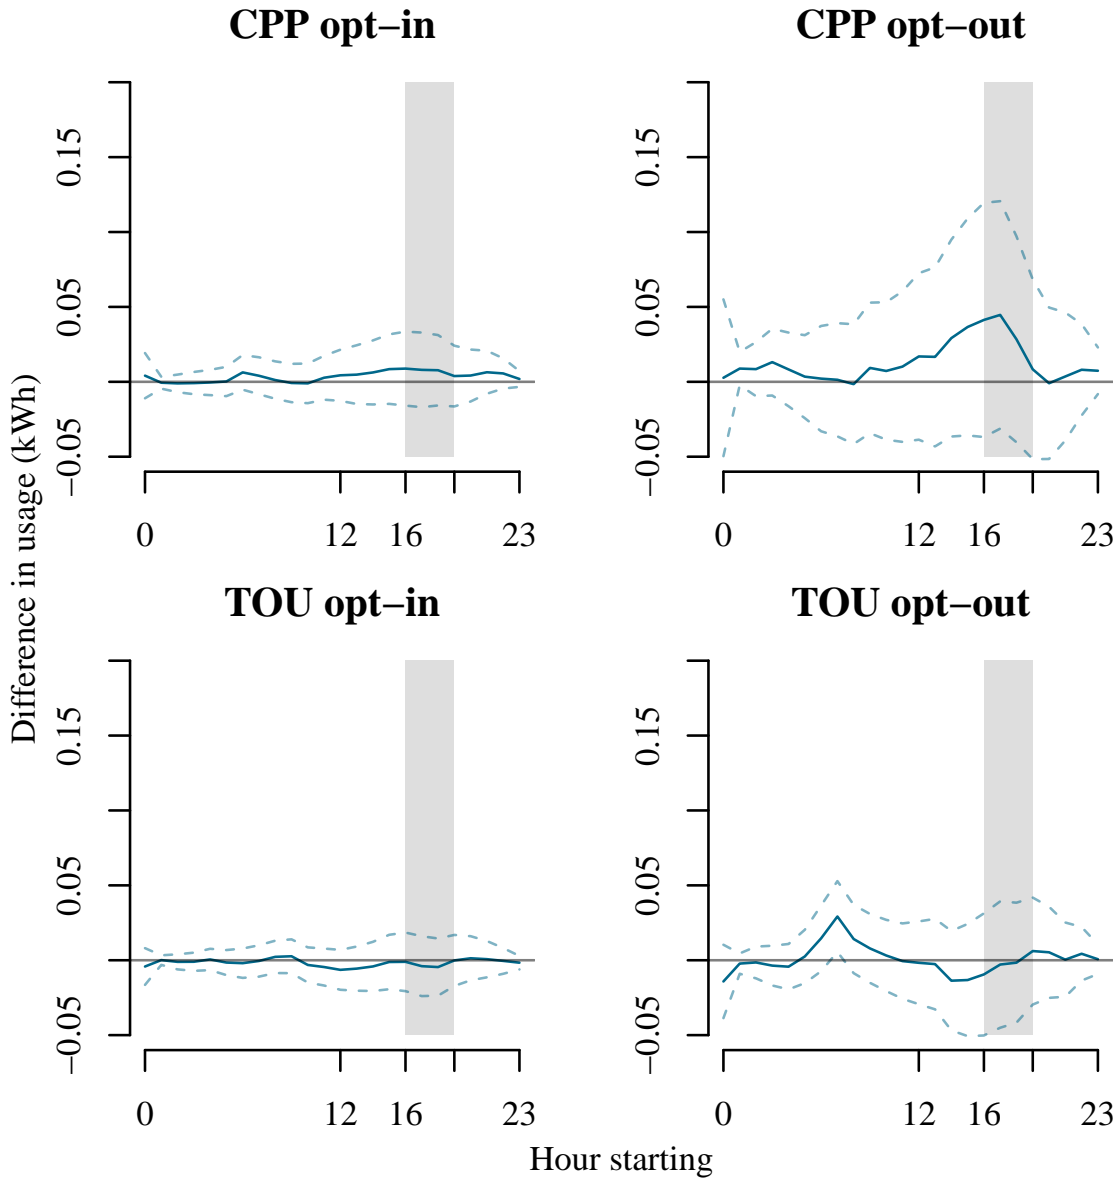 CPP opt−in
CPP opt−out
0.15
0.05
−0.05
0 12 16 23
0.15
0.05
−0.05
0 12 16 23
Difference in usage (kWh)
TOU opt−in
TOU opt−out
0.15
0.05
−0.05
0 12 16 23
0.15
0.05
−0.05
0 12 16 23
Hour starting